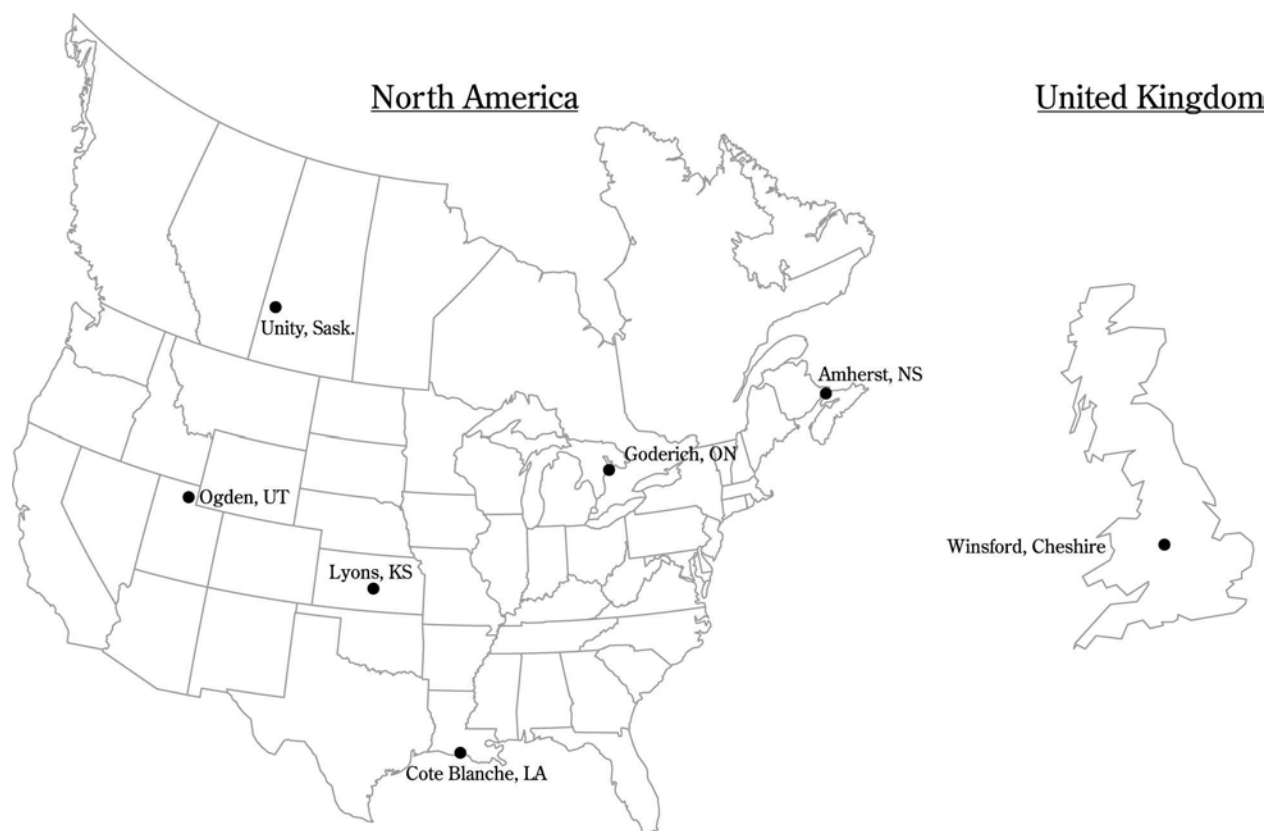 North America
United Kingdom
Unity, Sask.
Amherst, NS
Goderich, ON
Ogden, UT
Winsford, Cheshire
Lyons, KS
Cote Blanche, LA